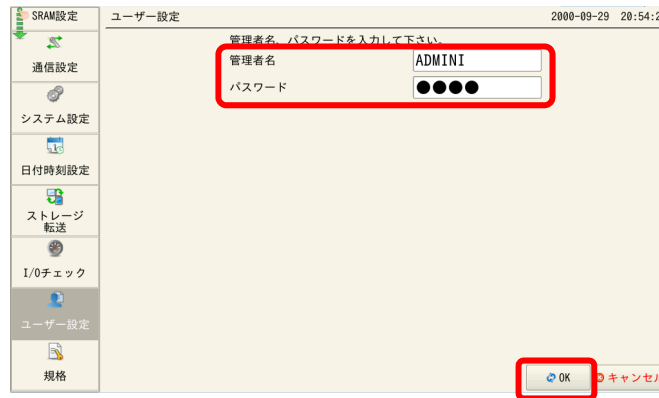 SRAM設定
ユーザー設定
2000-09-29 20:54:2
管理者名、パスワードを入力して下さい。
管理者名
ADMINI
パスワード
●●●●
通信設定
システム設定
日付時刻設定
ストレージ
転送
I/Oチェック
ユーザー設定
規格
OK
キャンセル